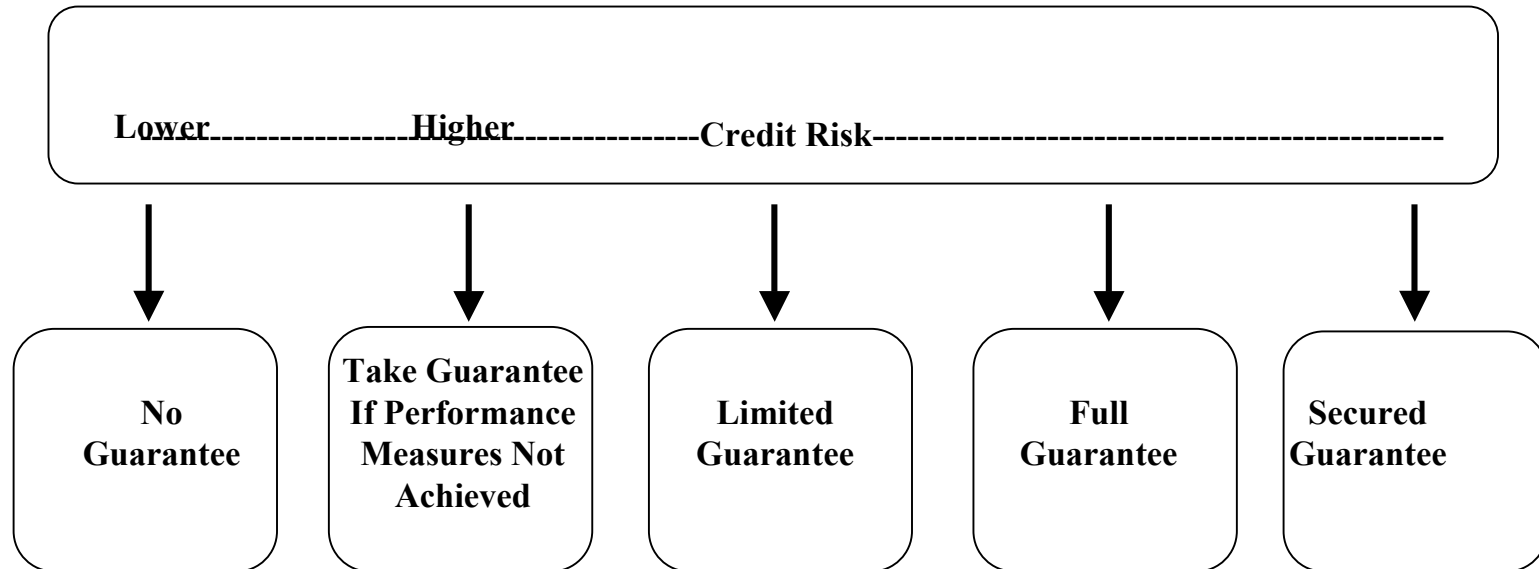 Lower-------------------Higher-----------------Credit Risk-----------------------------------------------
No
Guarantee
Take Guarantee
If Performance
Measures Not
Achieved
Limited
Guarantee
Full
Guarantee
Secured
Guarantee